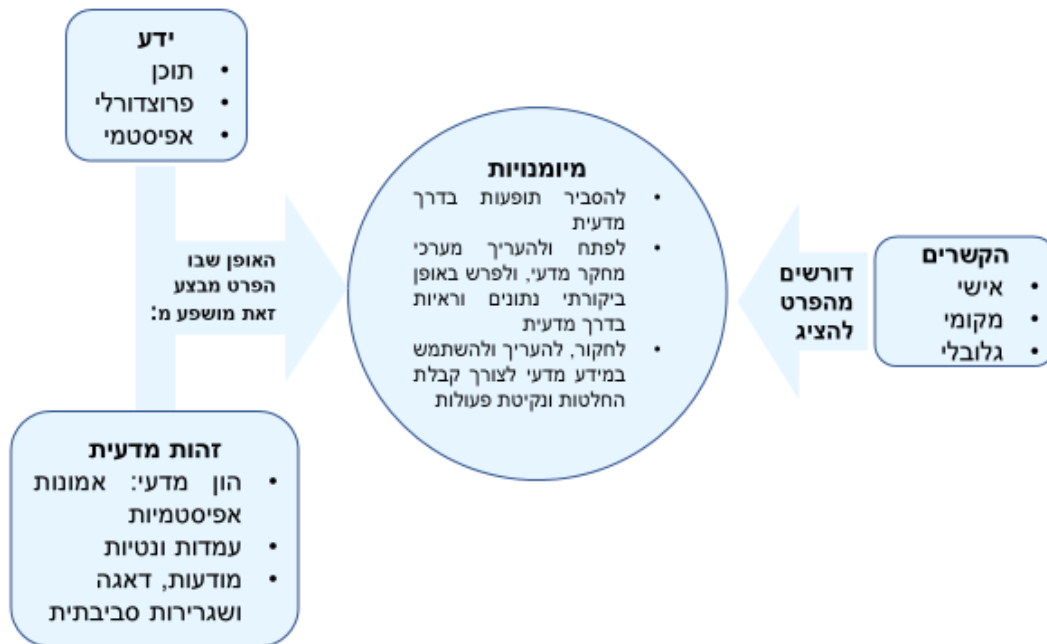 ידע
• תוכן
• פרוצדורלי
• אפיסטמי
מיומנויות
• להסביר תופעות בדרך
מדעית
• לפתח ולהעריך מערכי
מחקר מדעי, ולפרש באופן
ביקורתי נתונים וראיות
בדרך מדעית
• לחקור, להעריך ולהשתמש
במידע מדעי לצורך קבלת
החלטות ונקיטת פעולות
הקשרים
• אישי
• מקומי
• גלובלי
דורשים
מהפרט
להציג
האופן שבו
הפרט מבצע
זאת מושפע מ:
זהות מדעית
• הון מדעי: אמונות
אפיסטמיות
• עמדות ונטיות
• מודעות, דאגה
ושגרירות סביבתית